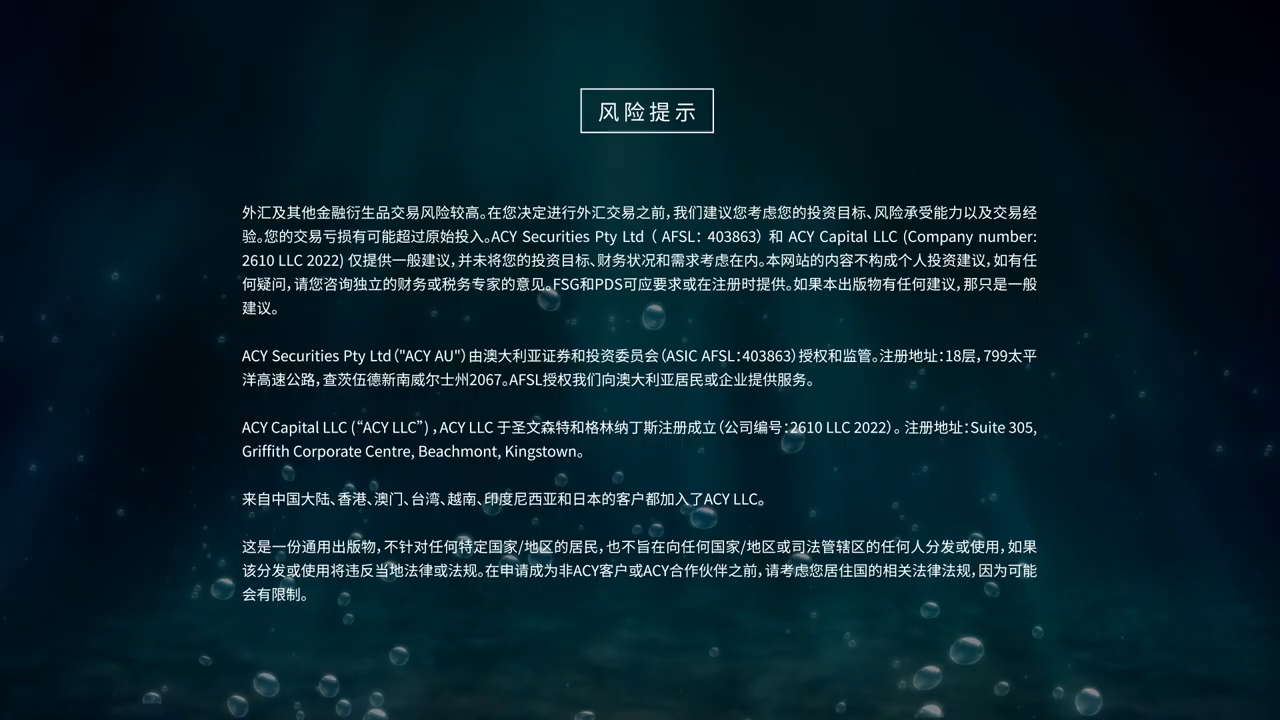 风险提示
外汇及其他金融衍生品交易风险较高。在您决定进行外汇交易之前，我们建议您考虑您的投资目标、风险承受能力以及交易经
验。您的交易亏损有可能超过原始投入。ACY Securities Pty Ltd（ AFSL：403863） 和 ACY Capital LLC (Company number:
2610 LLC 2022) 仅提供一般建议，并未将您的投资目标、财务状况和需求考虑在内。本网站的内容不构成个人投资建议，如有任
何疑问，请您咨询独立的财务或税务专家的意见。FSG和PDS可应要求或在注册时提供。如果本出版物有任何建议，那只是一般
建议。
ACY Securities Pty Ltd（"ACY AU"）由澳大利亚证券和投资委员会（ASIC AFSL：403863）授权和监管。注册地址：18层，799太平
洋高速公路，查茨伍德新南威尔士州2067。AFSL授权我们向澳大利亚居民或企业提供服务。
ACY Capital LLC (“ACY LLC”) ，ACY LLC 于圣文森特和格林纳丁斯注册成立（公司编号：2610 LLC 2022）。 注册地址：Suite 305,
Griffith Corporate Centre, Beachmont, Kingstown。
来自中国大陆、香港、澳门、台湾、越南、印度尼西亚和日本的客户都加入了ACY LLC。
这是一份通用出版物，不针对任何特定国家/地区的居民，也不旨在向任何国家/地区或司法管辖区的任何人分发或使用，如果
该分发或使用将违反当地法律或法规。在申请成为非ACY客户或ACY合作伙伴之前，请考虑您居住国的相关法律法规，因为可能
会有限制。